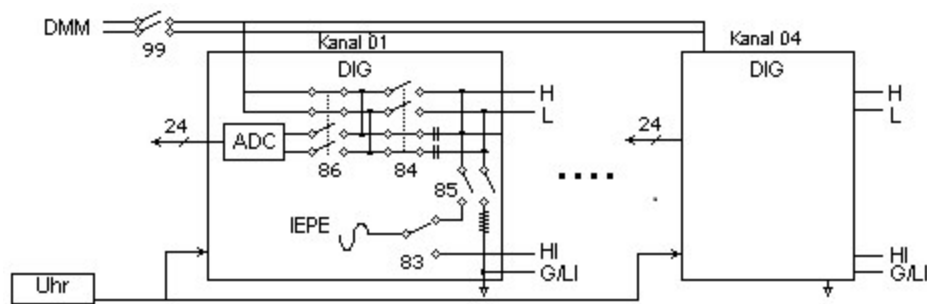 DMM
99
Kanal 01
Kanal 04
DIG
DIG
H
L
H
L
24
ADC
24
86
84
85
IEPE
83
HI
G/LI
HI
G/LI
Uhr